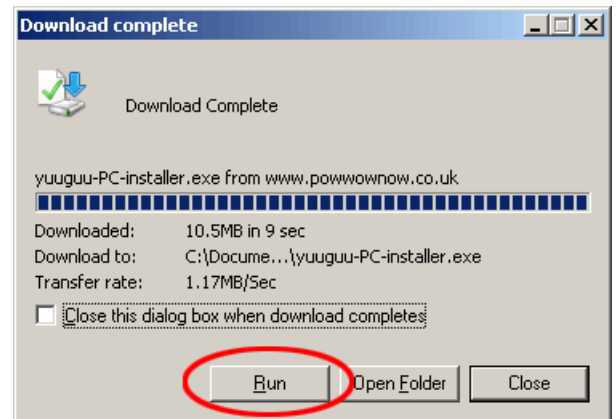 Download complete
Download Complete
yuuguu-PC-installer.exe from www.powwownow.co.uk
Downloaded: 10.5MB in 9 sec
Download to: C:\Docume...\yuuguu-PC-installer.exe
Transfer rate: 1.17MB/Sec
Close this dialog box when download completes
Run Open Folder Close